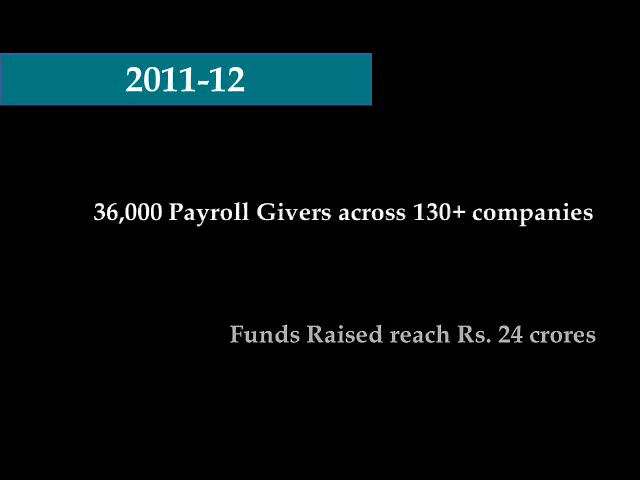 2011-12
36,000 Payroll Givers across 130+ companies
Funds Raised reach Rs. 24 crores